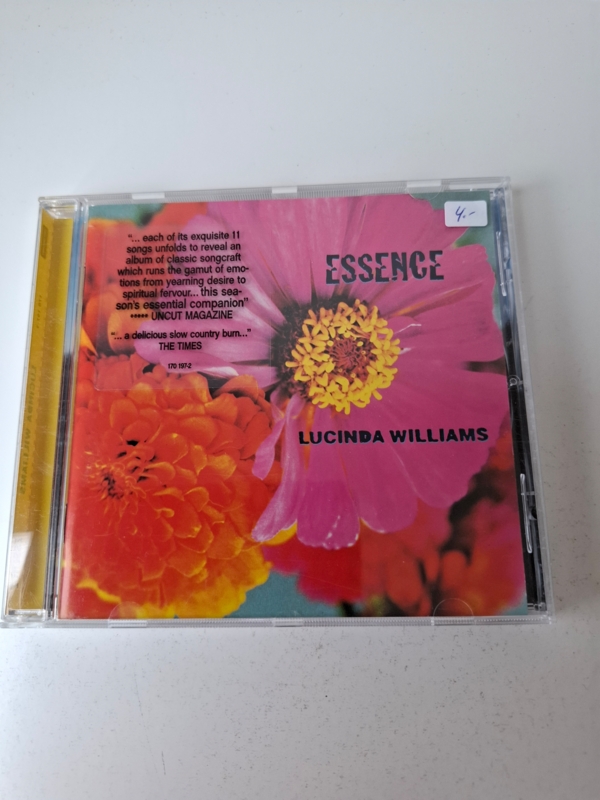 "... each of its exquisite 11
songs unfolds to reveal an
album of classic songcraft
which runs the gamut of emo-
tions from yearning desire to
spiritual fervour... this sea-
son's essential companion"
***** UNCUT MAGAZINE
"... a delicious slow country burn..."
THE TIMES
170 197-2
4.-
ESSENCE
LUCINDA WILLIAMS